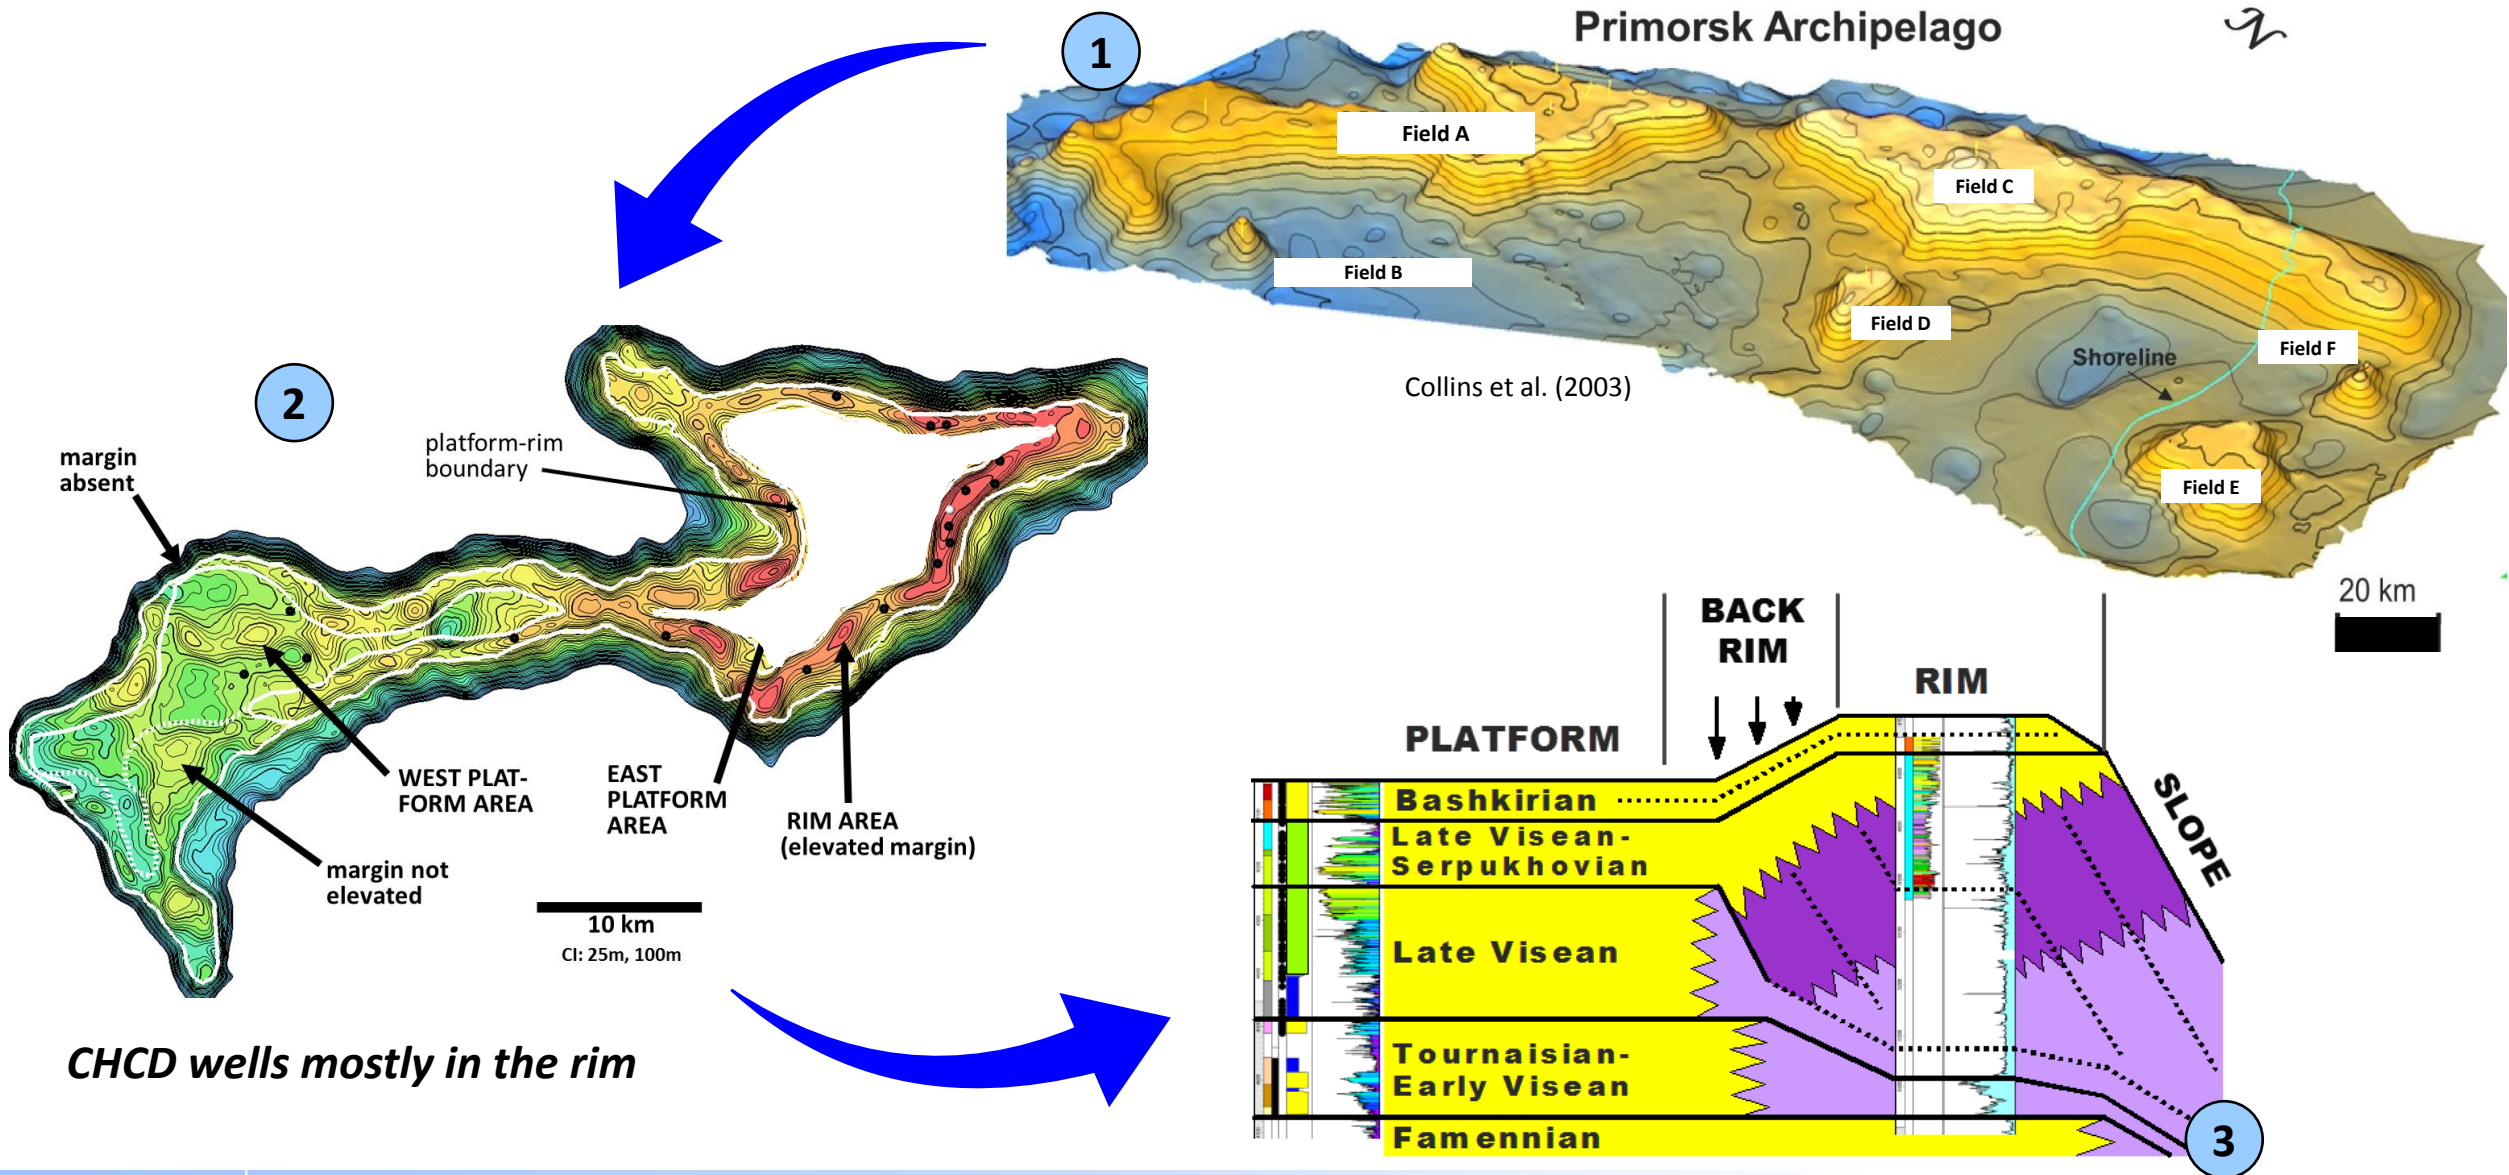 1
Primorsk Archipelago
N
Field A
Field C
Field B
Field D
Field F
Shoreline
Field E
Collins et al. (2003)
20 km
2
margin
absent
platform-rim
boundary
WEST PLAT-
FORM AREA
EAST
PLATFORM
AREA
RIM AREA
(elevated margin)
margin not
elevated
10 km
CI: 25m, 100m
CHCD wells mostly in the rim
BACK
RIM
RIM
PLATFORM
SLOPE
Bashkirian
Late Visean-
Serpukhovian
Late Visean
Tournaisian-
Early Visean
Famennian
3